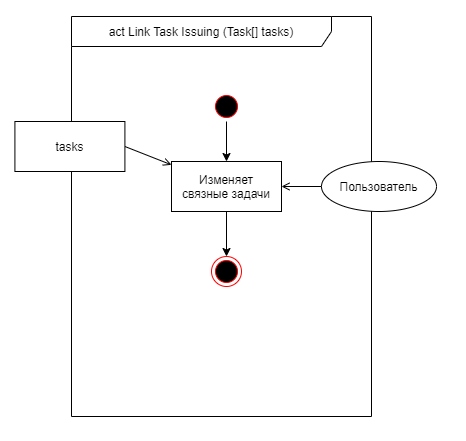 act Link Task Issuing (Task[] tasks)
tasks
Изменяет
связные задачи
Пользователь